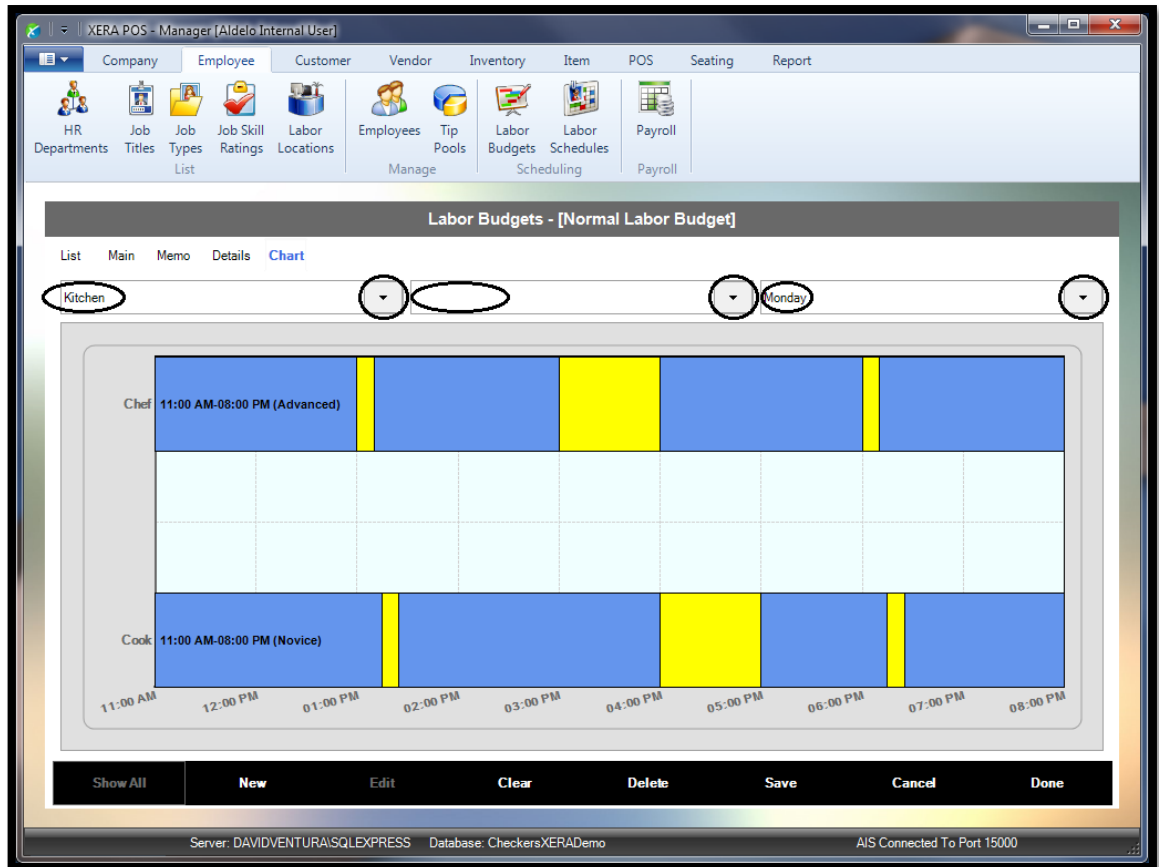 XERA POS - Manager [Aldelo Internal User]
Company Employee Customer Vendor Inventory Item POS Seating Report
HR Departments Job Titles Job Types Job Skill Ratings Labor Locations Employees Tip Pools Labor Budgets Labor Schedules Payroll
List Manage Scheduling Payroll
Labor Budgets - [Normal Labor Budget]
List Main Memo Details Chart
Kitchen Monday
Chef 11:00 AM-08:00 PM (Advanced)
Cook 11:00 AM-08:00 PM (Novice)
11:00 AM 12:00 PM 01:00 PM 02:00 PM 03:00 PM 04:00 PM 05:00 PM 06:00 PM 07:00 PM 08:00 PM
Show All New Edit Clear Delete Save Cancel Done
Server: DAVIDVENTURA\SQLEXPRESS Database: CheckersXERADemo AIS Connected To Port 15000